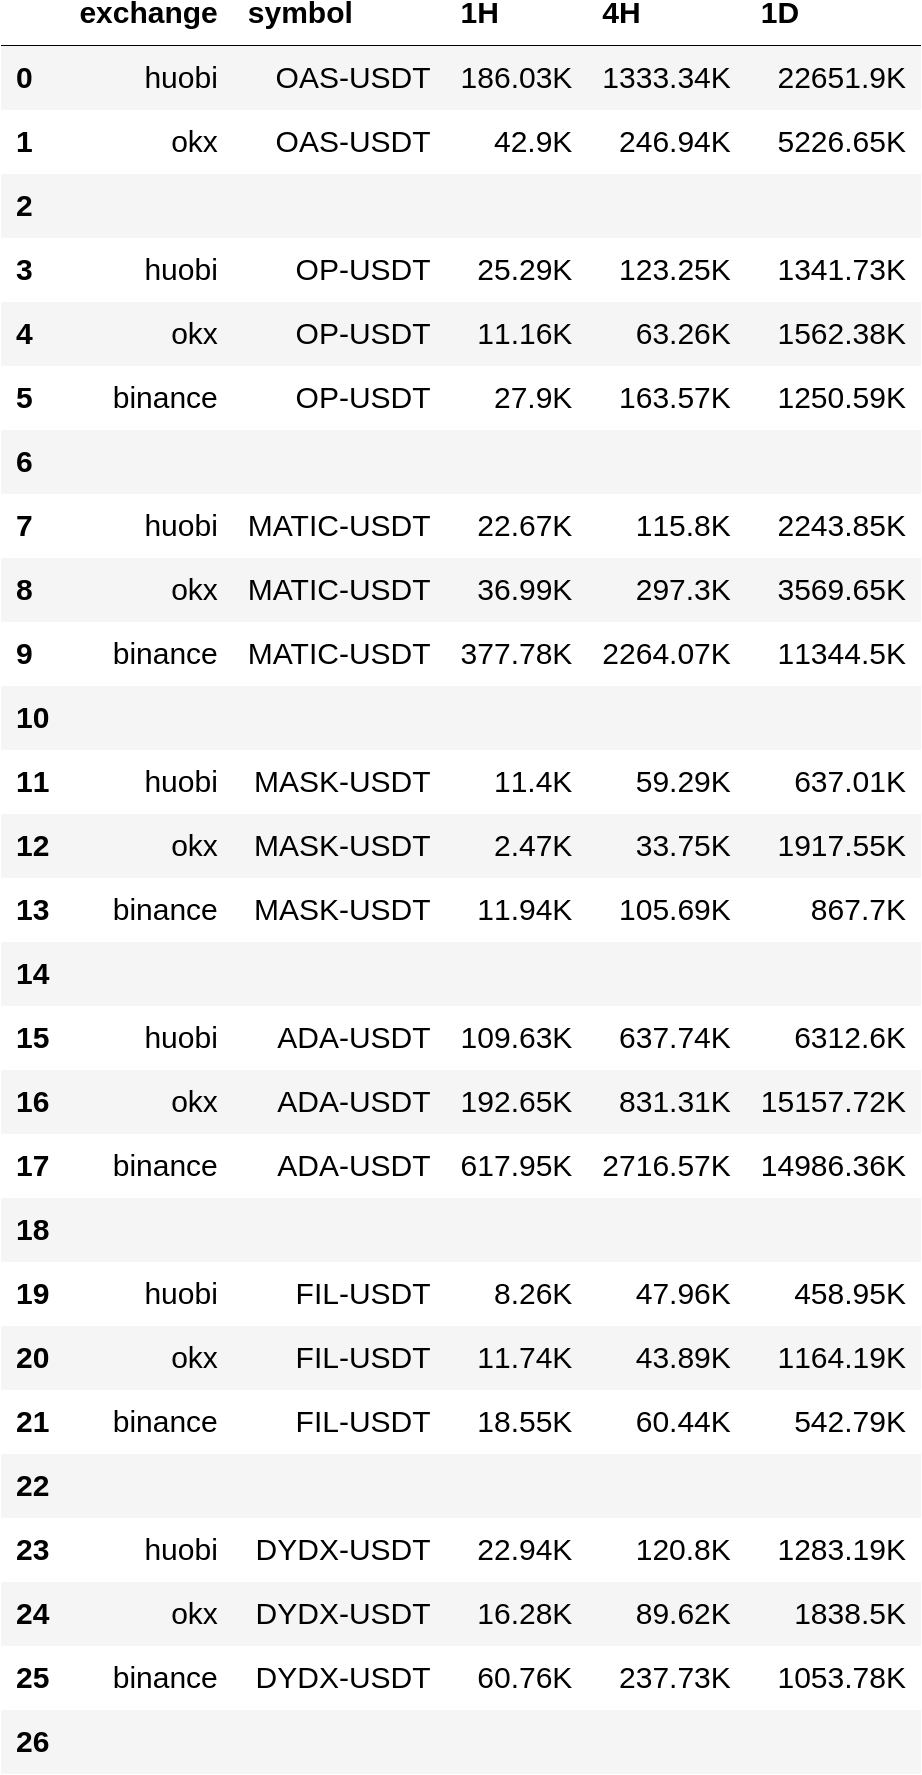 exchange symbol 1H 4H 1D
0 huobi OAS-USDT 186.03K 1333.34K 22651.9K
1 okx OAS-USDT 42.9K 246.94K 5226.65K
2
3 huobi OP-USDT 25.29K 123.25K 1341.73K
4 okx OP-USDT 11.16K 63.26K 1562.38K
5 binance OP-USDT 27.9K 163.57K 1250.59K
6
7 huobi MATIC-USDT 22.67K 115.8K 2243.85K
8 okx MATIC-USDT 36.99K 297.3K 3569.65K
9 binance MATIC-USDT 377.78K 2264.07K 11344.5K
10
11 huobi MASK-USDT 11.4K 59.29K 637.01K
12 okx MASK-USDT 2.47K 33.75K 1917.55K
13 binance MASK-USDT 11.94K 105.69K 867.7K
14
15 huobi ADA-USDT 109.63K 637.74K 6312.6K
16 okx ADA-USDT 192.65K 831.31K 15157.72K
17 binance ADA-USDT 617.95K 2716.57K 14986.36K
18
19 huobi FIL-USDT 8.26K 47.96K 458.95K
20 okx FIL-USDT 11.74K 43.89K 1164.19K
21 binance FIL-USDT 18.55K 60.44K 542.79K
22
23 huobi DYDX-USDT 22.94K 120.8K 1283.19K
24 okx DYDX-USDT 16.28K 89.62K 1838.5K
25 binance DYDX-USDT 60.76K 237.73K 1053.78K
26